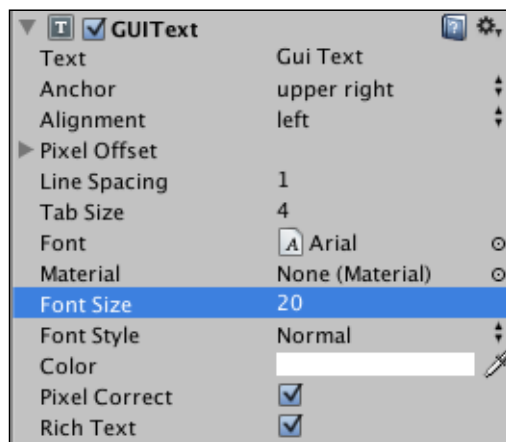 GUIText
Text Gui Text
Anchor upper right
Alignment left
Pixel Offset
Line Spacing 1
Tab Size 4
Font Arial
Material None (Material)
Font Size 20
Font Style Normal
Color
Pixel Correct
Rich Text